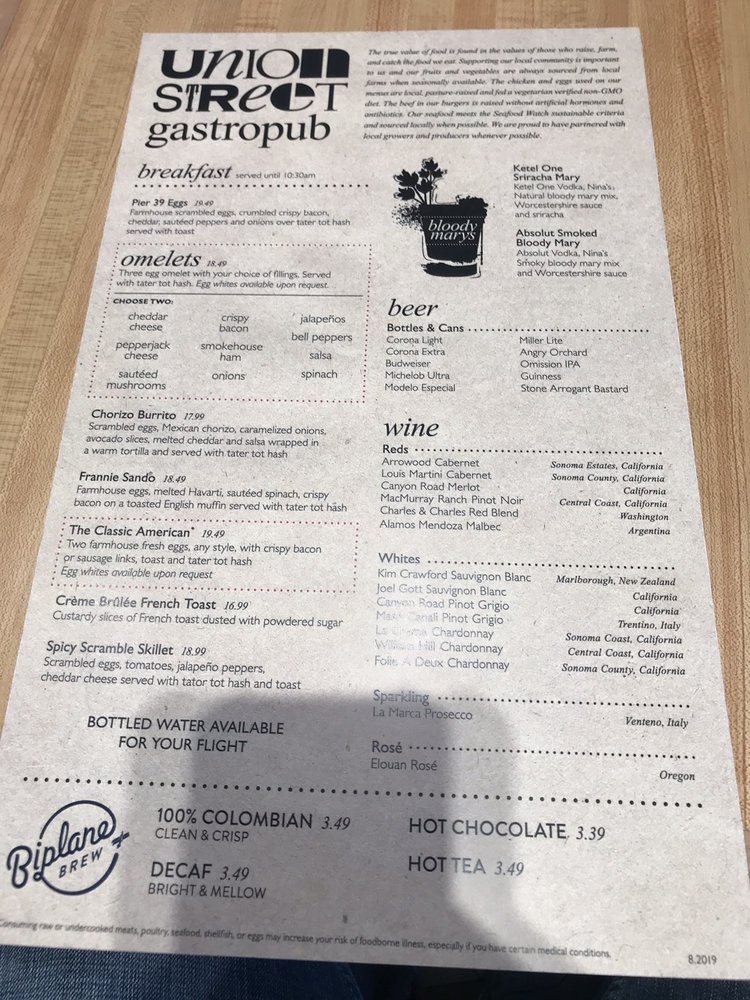 UNION
STREET
gastropub
The true value of food is found in the values of those who raise, farm,
and catch the food we eat. Supporting our local community is important
to us and our fruits and vegetables are always sourced from local
farms when seasonally available. The chicken and eggs used on our
menus are local, pasture-raised and fed a vegetarian verified non-GMO
diet. The beef in our burgers is raised without artificial hormones and
antibiotics. Our seafood meets the Seafood Watch sustainable criteria
and sourced locally when possible. We are proud to have partnered with
local growers and producers whenever possible.
breakfast served until 10:30am
Pier 39 Eggs 19.49
Farmhouse scrambled eggs, crumbled crispy bacon,
cheddar, sautéed peppers and onions over tater tot hash
served with toast
omelets 18.49
Three egg omelet with your choice of fillings. Served
with tater tot hash. Egg whites available upon request.
CHOOSE TWO:
cheddar
cheese
pepperjack
cheese
sautéed
mushrooms
crispy
bacon
smokehouse
ham
onions
jalapeños
bell peppers
salsa
spinach
Chorizo Burrito 17.99
Scrambled eggs, Mexican chorizo, caramelized onions,
avocado slices, melted cheddar and salsa wrapped in
a warm tortilla and served with tater tot hash
Frannie Sando 18.49
Farmhouse eggs, melted Havarti, sautéed spinach, crispy
bacon on a toasted English muffin served with tater tot hash
The Classic American* 19.49
Two farmhouse fresh eggs, any style, with crispy bacon
or sausage links, toast and tater tot hash
Egg whites available upon request
Crème Brûlée French Toast 16.99
Custardy slices of French toast dusted with powdered sugar
Spicy Scramble Skillet 18.99
Scrambled eggs, tomatoes, jalapeño peppers,
cheddar cheese served with tator tot hash and toast
BOTTLED WATER AVAILABLE
FOR YOUR FLIGHT
bloody
marys
Ketel One
Sriracha Mary
Ketel One Vodka, Nina's
Natural bloody mary mix,
Worcestershire sauce
and sriracha
Absolut Smoked
Bloody Mary
Absolut Vodka, Nina's
Smoky bloody mary mix
and Worcestershire sauce
beer
Bottles & Cans
Corona Light
Corona Extra
Budweiser
Michelob Ultra
Modelo Especial
Miller Lite
Angry Orchard
Omission IPA
Guinness
Stone Arrogant Bastard
wine
Reds
Arrowood Cabernet Sonoma Estates, California
Louis Martini Cabernet Sonoma County, California
Canyon Road Merlot California
MacMurray Ranch Pinot Noir Central Coast, California
Charles & Charles Red Blend Washington
Alamos Mendoza Malbec Argentina
Whites
Kim Crawford Sauvignon Blanc Marlborough, New Zealand
Joel Gott Sauvignon Blanc California
Canyon Road Pinot Grigio California
Maso Canali Pinot Grigio Trentino, Italy
La Crema Chardonnay Sonoma Coast, California
William Hill Chardonnay Central Coast, California
Folie A Deux Chardonnay Sonoma County, California
Sparkling
La Marca Prosecco Venteno, Italy
Rosé
Elouan Rosé Oregon
Biplane
BREW
100% COLOMBIAN 3.49
CLEAN & CRISP
DECAF 3.49
BRIGHT & MELLOW
HOT CHOCOLATE 3.39
HOT TEA 3.49
Consuming raw or undercooked meats, poultry, seafood, shellfish, or eggs may increase your risk of foodborne illness, especially if you have certain medical conditions.
8.2019